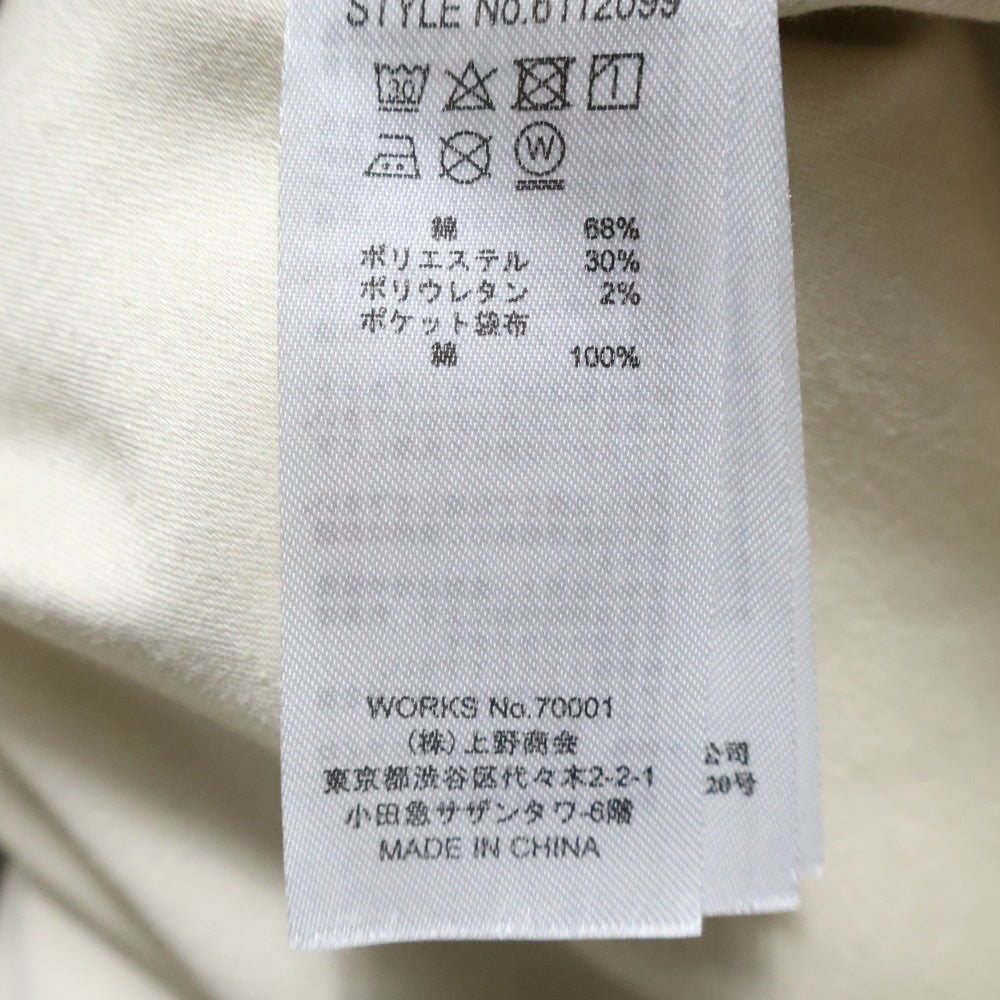 STYLE No.6112099
30
W
綿 68%
ポリエステル 30%
ポリウレタン 2%
ポケット袋布
綿 100%
WORKS No.70001
(株)上野商会
東京都渋谷区代々木2-2-1
小田急サザンタワー6階
MADE IN CHINA
公司
20号